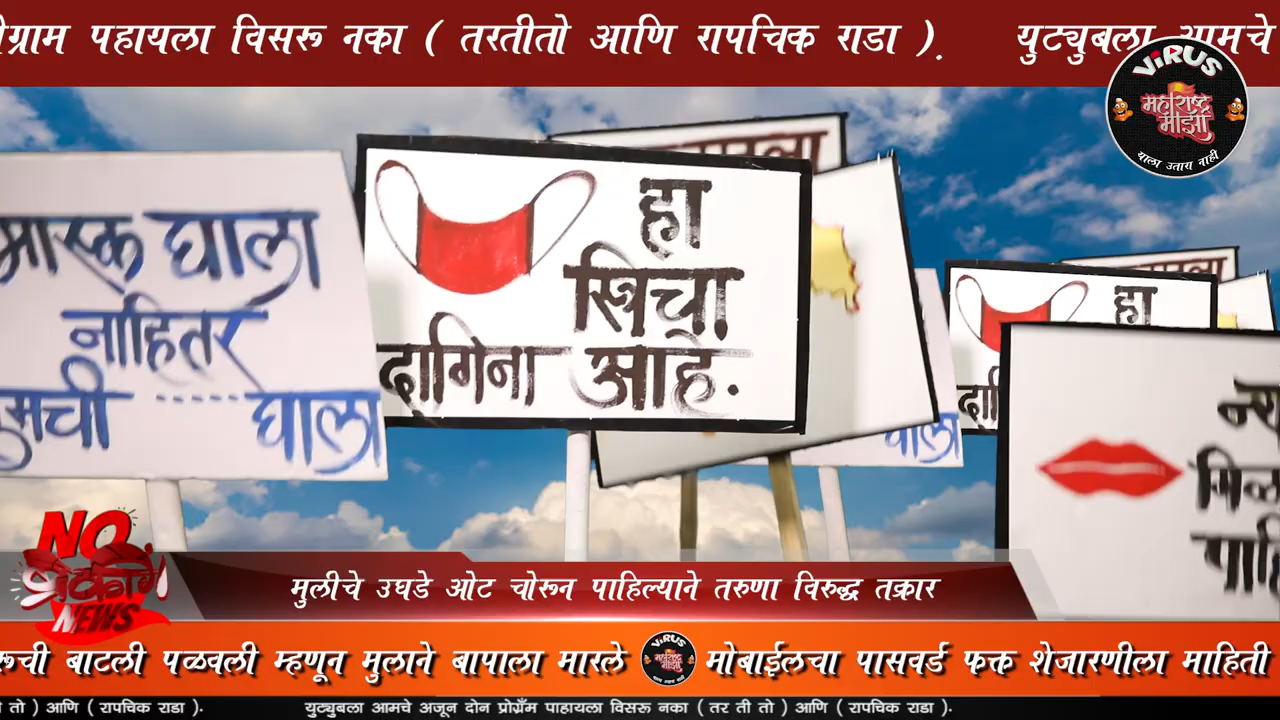 पहायला विसरू नका ( तरतीतो आणि रापचिक राडा ). युट्युबला आमचे
ViRUS
महाराष्ट्र
माझा
याला उतारा नाही
मास्क घाला
नाहितर
घाला
हा
स्त्रिचा
दागिना आहे.
हा
घाला
NO
NEWS
मुलीचे उघडे ओट चोरून पाहिल्याने तरुणा विरुद्ध तक्रार
बाटली पळवली म्हणून मुलाने बापाला मारले
ViRUS
मोबाईलचा पासवर्ड फक्त शेजारणीला माहिती
तो ) आणि ( रापचिक राडा ). युट्युबला आमचे अजून दोन प्रोग्रॅम पाहायला विसरू नका ( तर ती तो ) आणि ( रापचिक राडा ).